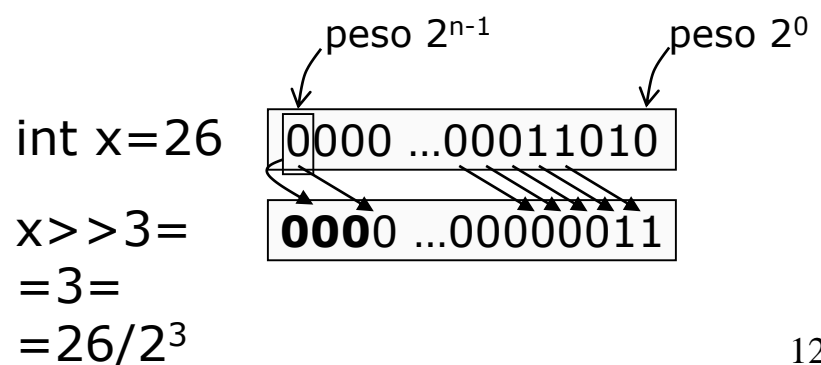 peso 2ⁿ⁻¹ peso 2⁰
int x=26 0000 …00011010
x>>3= 0000 …00000011
=3=
=26/2³
12